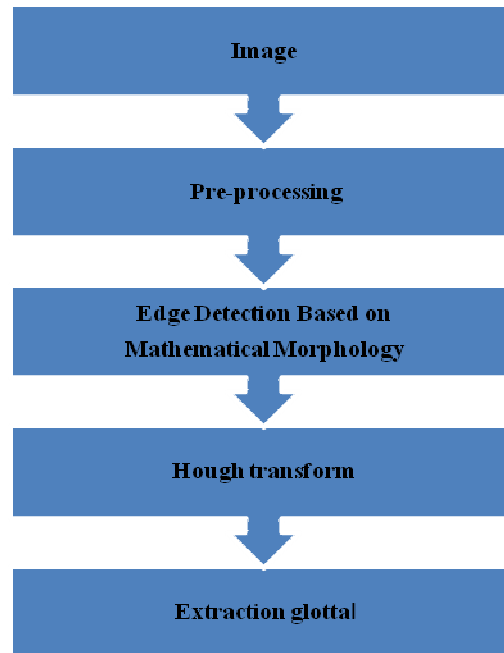 Image
Pre-processing
Edge Detection Based on
Mathematical Morphology
Hough transform
Extraction glottal